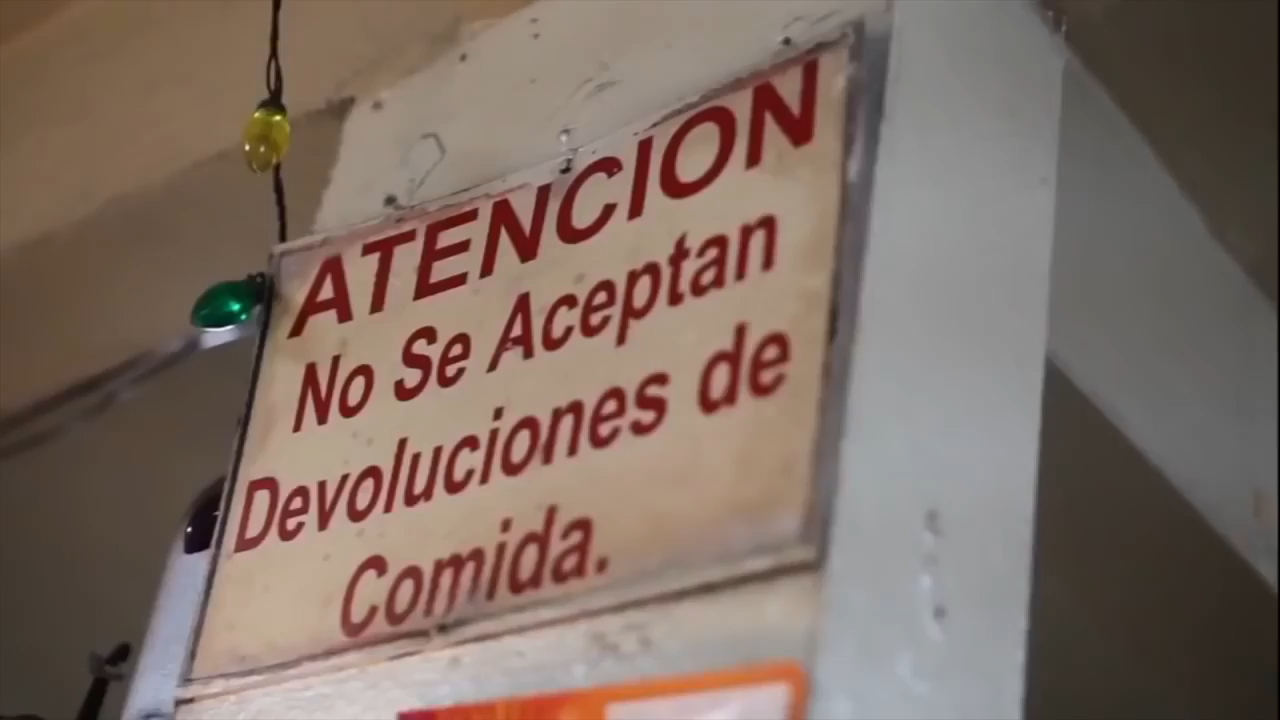 ATENCION
No Se Aceptan
Devoluciones de
Comida.